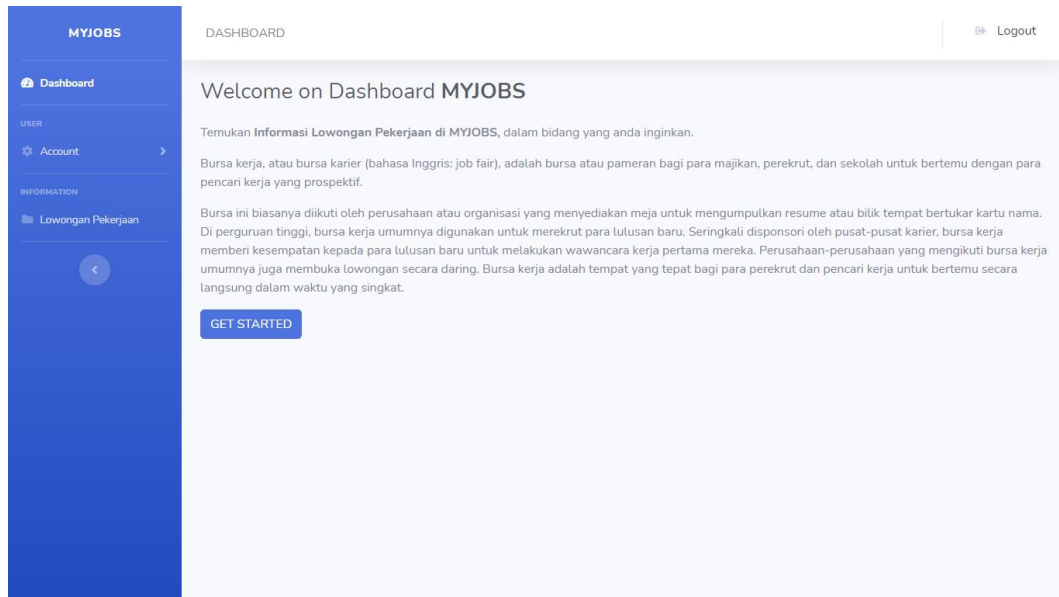 MYJOBS
DASHBOARD
Logout
Dashboard
USER
Account
INFORMATION
Lowongan Pekerjaan
Welcome on Dashboard MYJOBS
Temukan Informasi Lowongan Pekerjaan di MYJOBS, dalam bidang yang anda inginkan.
Bursa kerja, atau bursa karier (bahasa Inggris: job fair), adalah bursa atau pameran bagi para majikan, perekrut, dan sekolah untuk bertemu dengan para
pencari kerja yang prospektif.
Bursa ini biasanya diikuti oleh perusahaan atau organisasi yang menyediakan meja untuk mengumpulkan resume atau bilik tempat bertukar kartu nama.
Di perguruan tinggi, bursa kerja umumnya digunakan untuk merekrut para lulusan baru. Seringkali disponsori oleh pusat-pusat karier, bursa kerja
memberi kesempatan kepada para lulusan baru untuk melakukan wawancara kerja pertama mereka. Perusahaan-perusahaan yang mengikuti bursa kerja
umumnya juga membuka lowongan secara daring. Bursa kerja adalah tempat yang tepat bagi para perekrut dan pencari kerja untuk bertemu secara
langsung dalam waktu yang singkat.
GET STARTED